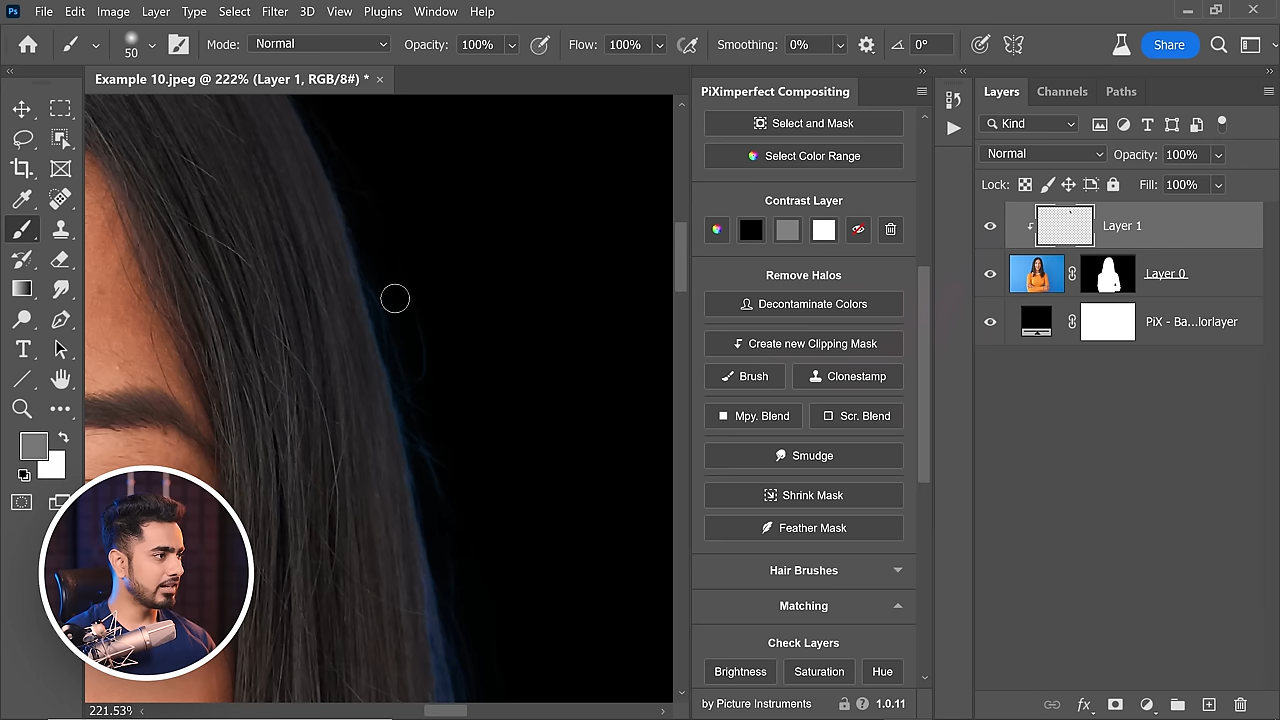 Ps File Edit Image Layer Type Select Filter 3D View Plugins Window Help
50 Mode: Normal Opacity: 100% Flow: 100% Smoothing: 0% 0° Share
Example 10.jpeg @ 222% (Layer 1, RGB/8#) *
PiXimperfect Compositing
Select and Mask
Select Color Range
Contrast Layer
Remove Halos
Decontaminate Colors
Create new Clipping Mask
Brush Clonestamp
Mpy. Blend Scr. Blend
Smudge
Shrink Mask
Feather Mask
Hair Brushes
Matching
Check Layers
Brightness Saturation Hue
by Picture Instruments 1.0.11
Layers Channels Paths
Kind
Normal Opacity: 100%
Lock: Fill: 100%
Layer 1
Layer 0
PiX - Ba...lorlayer
fx
221.53%